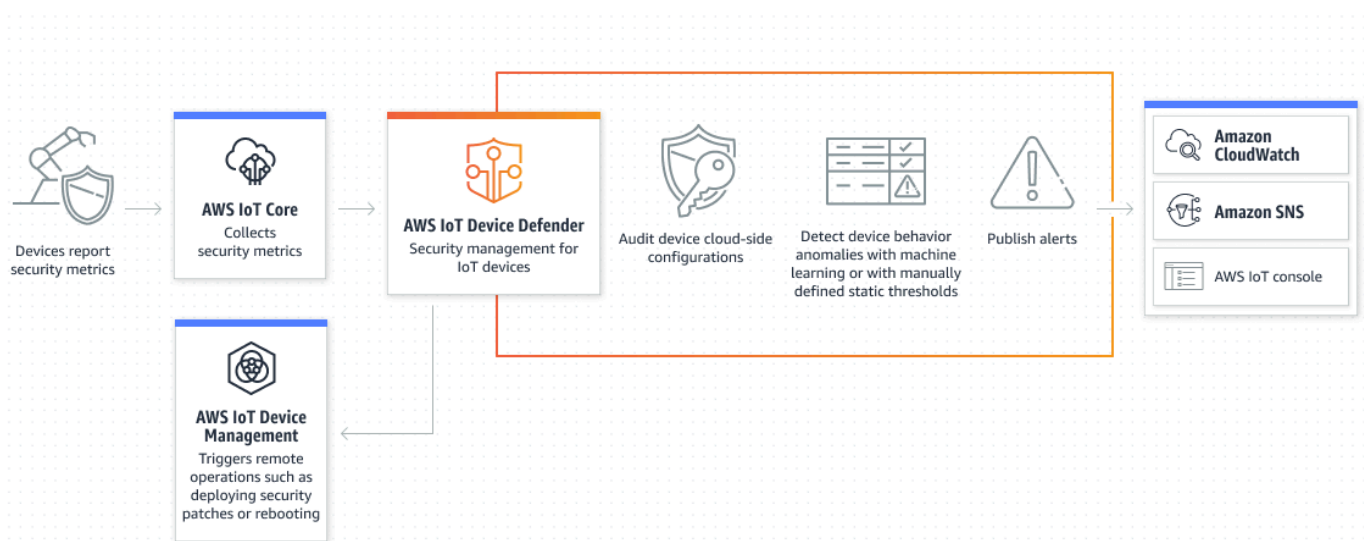 Devices report
security metrics
AWS IoT Core
Collects
security metrics
AWS IoT Device Defender
Security management for
IoT devices
Audit device cloud-side
configurations
Detect device behavior
anomalies with machine
learning or with manually
defined static thresholds
Publish alerts
Amazon
CloudWatch
Amazon SNS
AWS IoT console
AWS IoT Device
Management
Triggers remote
operations such as
deploying security
patches or rebooting